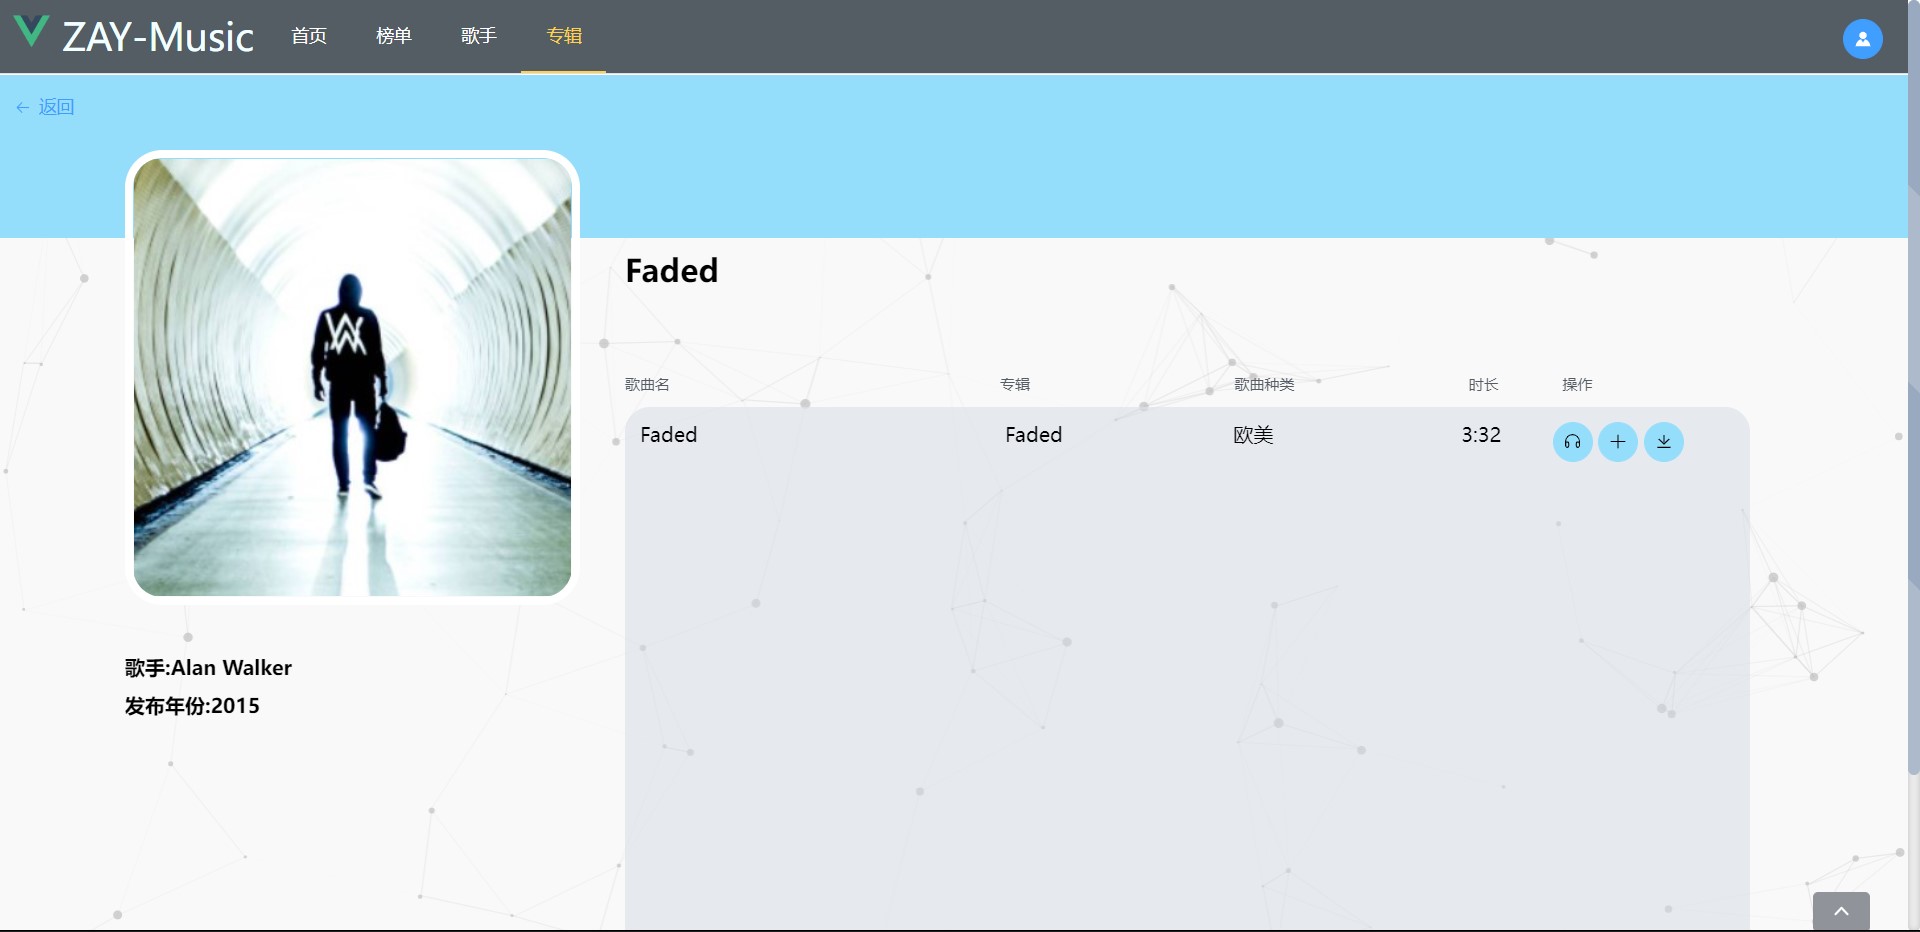 ZAY-Music 首页 榜单 歌手 专辑
返回
Faded
歌曲名 专辑 歌曲种类 时长 操作
Faded Faded 欧美 3:32
歌手:Alan Walker
发布年份:2015